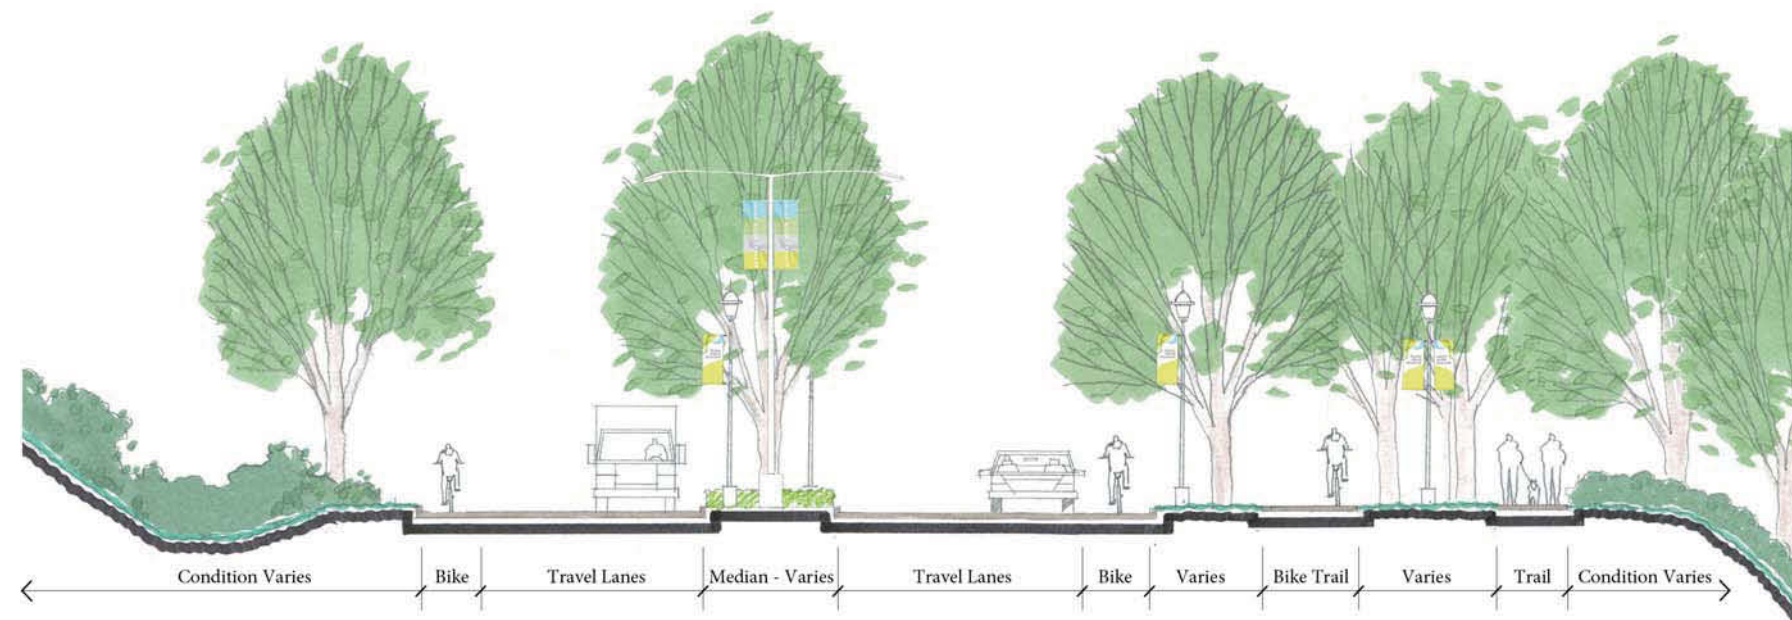 Condition Varies
Bike
Travel Lanes
Median - Varies
Travel Lanes
Bike
Varies
Bike Trail
Varies
Trail
Condition Varies